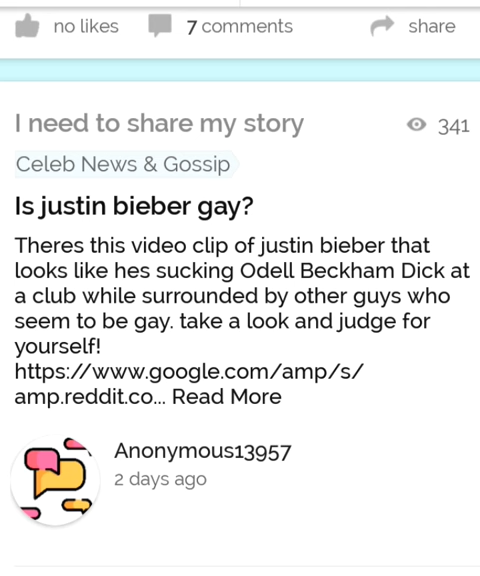 no likes 7 comments share
I need to share my story 341
Celeb News & Gossip
Is justin bieber gay?
Theres this video clip of justin bieber that
looks like hes sucking Odell Beckham Dick at
a club while surrounded by other guys who
seem to be gay. take a look and judge for
yourself!
https://www.google.com/amp/s/
amp.reddit.co... Read More
Anonymous13957
2 days ago